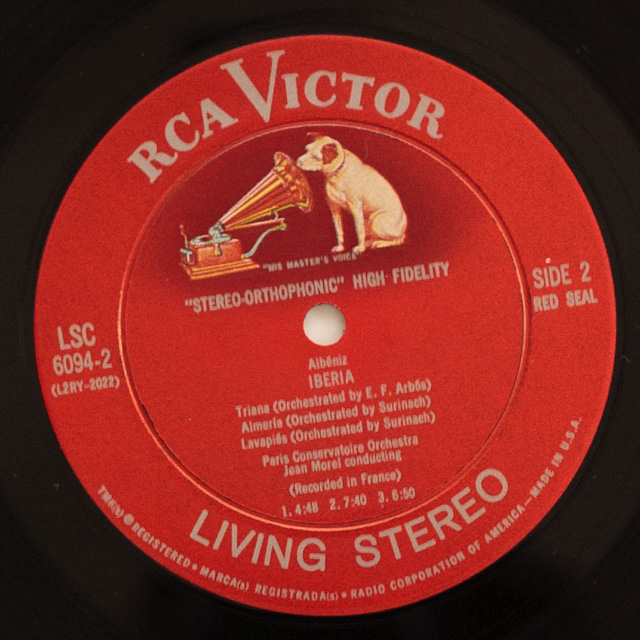 RCA VICTOR
"HIS MASTER'S VOICE"
"STEREO-ORTHOPHONIC" HIGH FIDELITY
SIDE 2
RED SEAL
LSC
6094-2
(L2RY-2022)
Albéniz
IBERIA
Triana (Orchestrated by E. F. Arbós)
Almeria (Orchestrated by Surinach)
Lavapiés (Orchestrated by Surinach)
Paris Conservatoire Orchestra
Jean Morel conducting
(Recorded in France)
1. 4:48 2. 7:40 3. 6:50
LIVING STEREO
TMK(s) ® REGISTERED • MARCA(s) REGISTRADA(s) • RADIO CORPORATION OF AMERICA—MADE IN U.S.A.